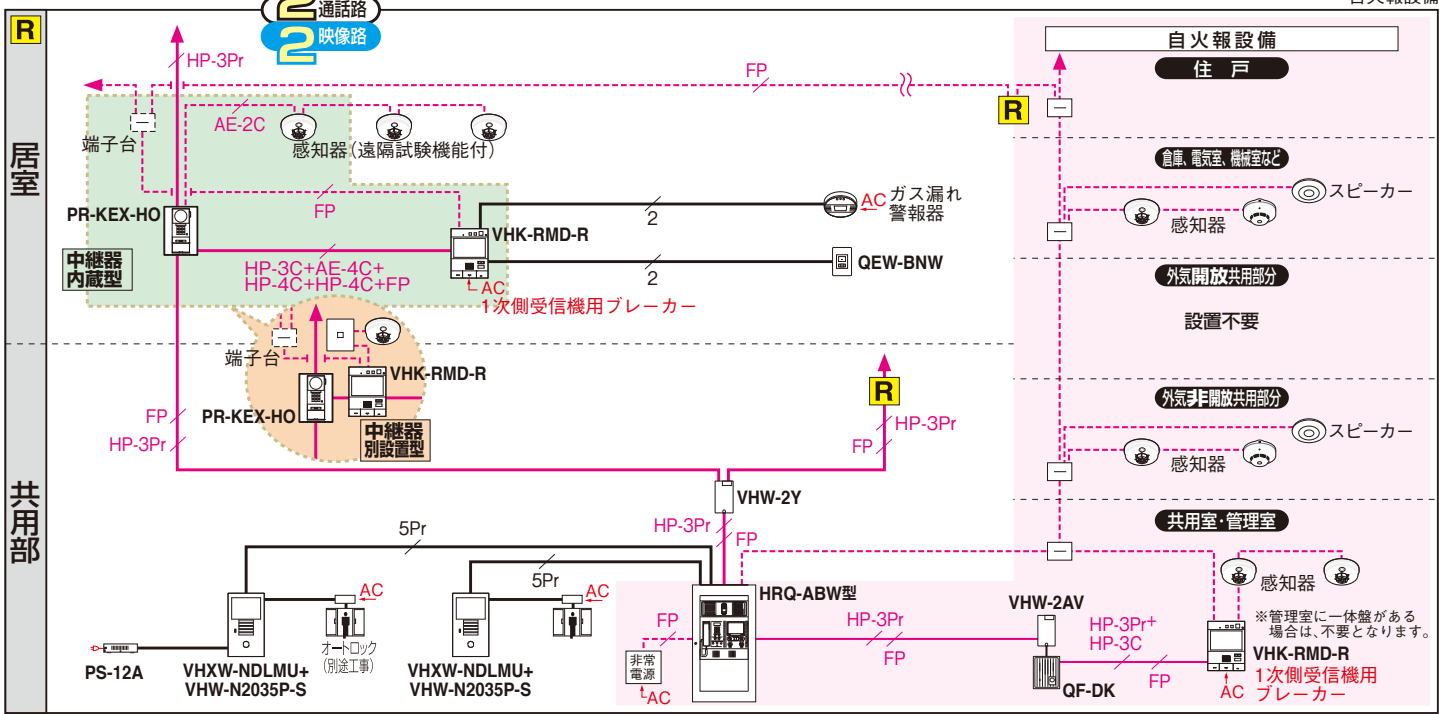 自火報設備
2 通話路
2 映像路
R
居室
共用部
HP-3Pr
FP
R
AE-2C
端子台
感知器(遠隔試験機能付)
FP
PR-KEX-HO
中継器
内蔵型
VHK-RMD-R
HP-3C+AE-4C+
HP-4C+HP-4C+FP
AC
1次側受信機用ブレーカー
2
AC
ガス漏れ
警報器
2
QEW-BNW
端子台
VHK-RMD-R
PR-KEX-HO
中継器
別設置型
FP
HP-3Pr
R
HP-3Pr
FP
VHW-2Y
HP-3Pr
FP
5Pr
5Pr
AC
AC
オートロック
(別途工事)
PS-12A
VHXW-NDLMU+
VHW-N2035P-S
VHXW-NDLMU+
VHW-N2035P-S
HRQ-ABW型
FP
非常
電源
AC
HP-3Pr
FP
VHW-2AV
HP-3Pr+
HP-3C
FP
QF-DK
自火報設備
住戸
倉庫、電気室、機械室など
スピーカー
感知器
外気開放共用部分
設置不要
外気非開放共用部分
スピーカー
感知器
共用室・管理室
感知器
※管理室に一体盤がある
場合は、不要となります。
VHK-RMD-R
1次側受信機用
ブレーカー
AC